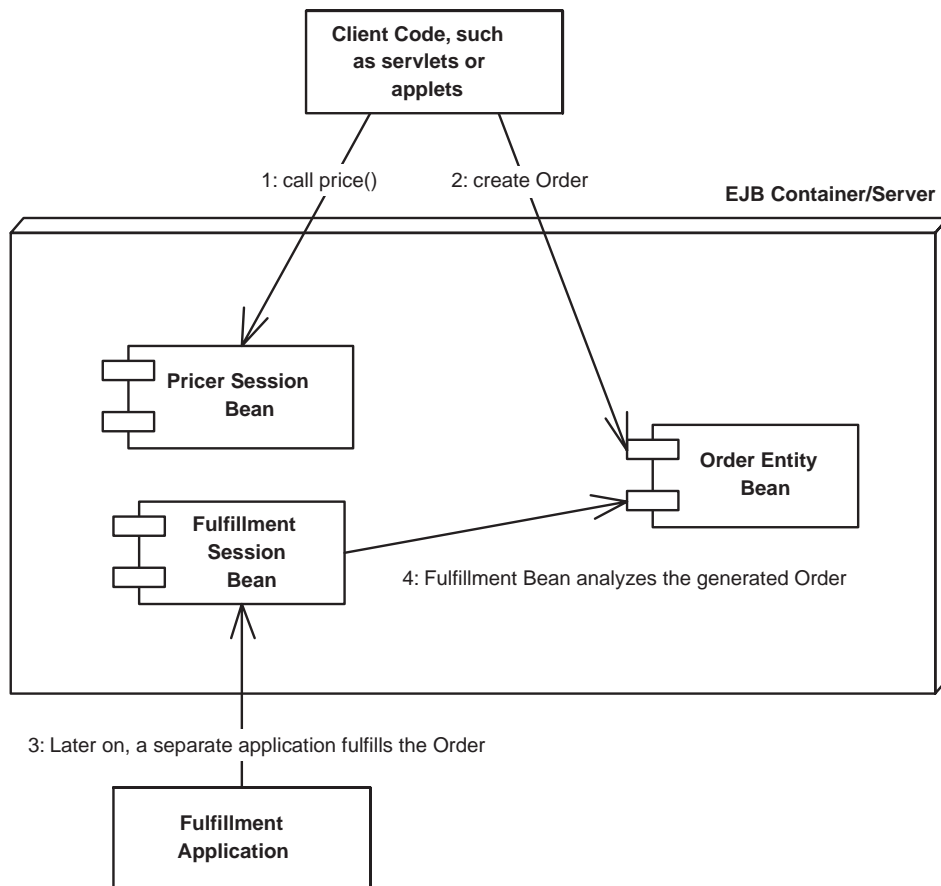 Client Code, such
as servlets or
applets
1: call price()
2: create Order
EJB Container/Server
Pricer Session
Bean
Order Entity
Bean
Fulfillment
Session
Bean
4: Fulfillment Bean analyzes the generated Order
3: Later on, a separate application fulfills the Order
Fulfillment
Application